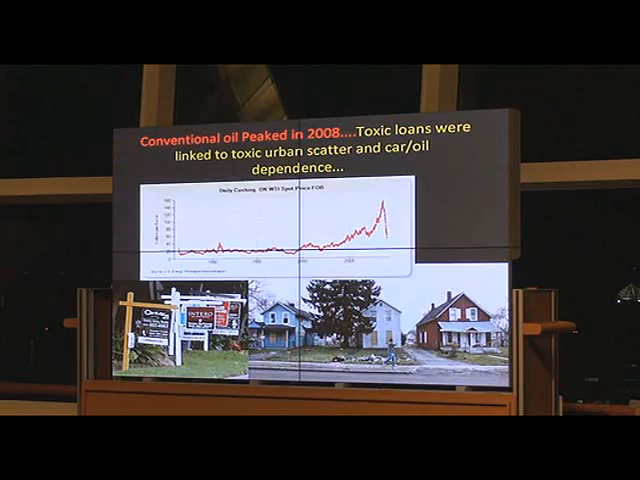 Conventional oil Peaked in 2008....Toxic loans were
linked to toxic urban scatter and car/oil
dependence...
Daily Cushing, OK WTI Spot Price FOB
INTERO